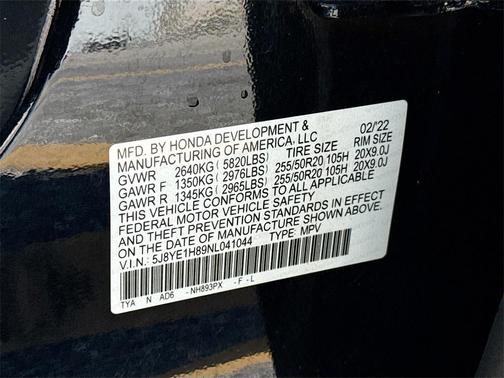 MFD. BY HONDA DEVELOPMENT & 02/'22
MANUFACTURING OF AMERICA, LLC
GVWR 2640KG (5820LBS) TIRE SIZE RIM SIZE
GAWR F 1350KG (2976LBS) 255/50R20 105H 20X9.0J
GAWR R 1345KG (2965LBS) 255/50R20 105H 20X9.0J
THIS VEHICLE CONFORMS TO ALL APPLICABLE
FEDERAL MOTOR VEHICLE SAFETY AND
THEFT PREVENTION STANDARDS IN EFFECT
ON THE DATE OF MANUFACTURE SHOWN ABOVE.
V.I.N: 5J8YE1H89NL041044 TYPE: MPV
TYA N AD6 -NH893PX -F -L